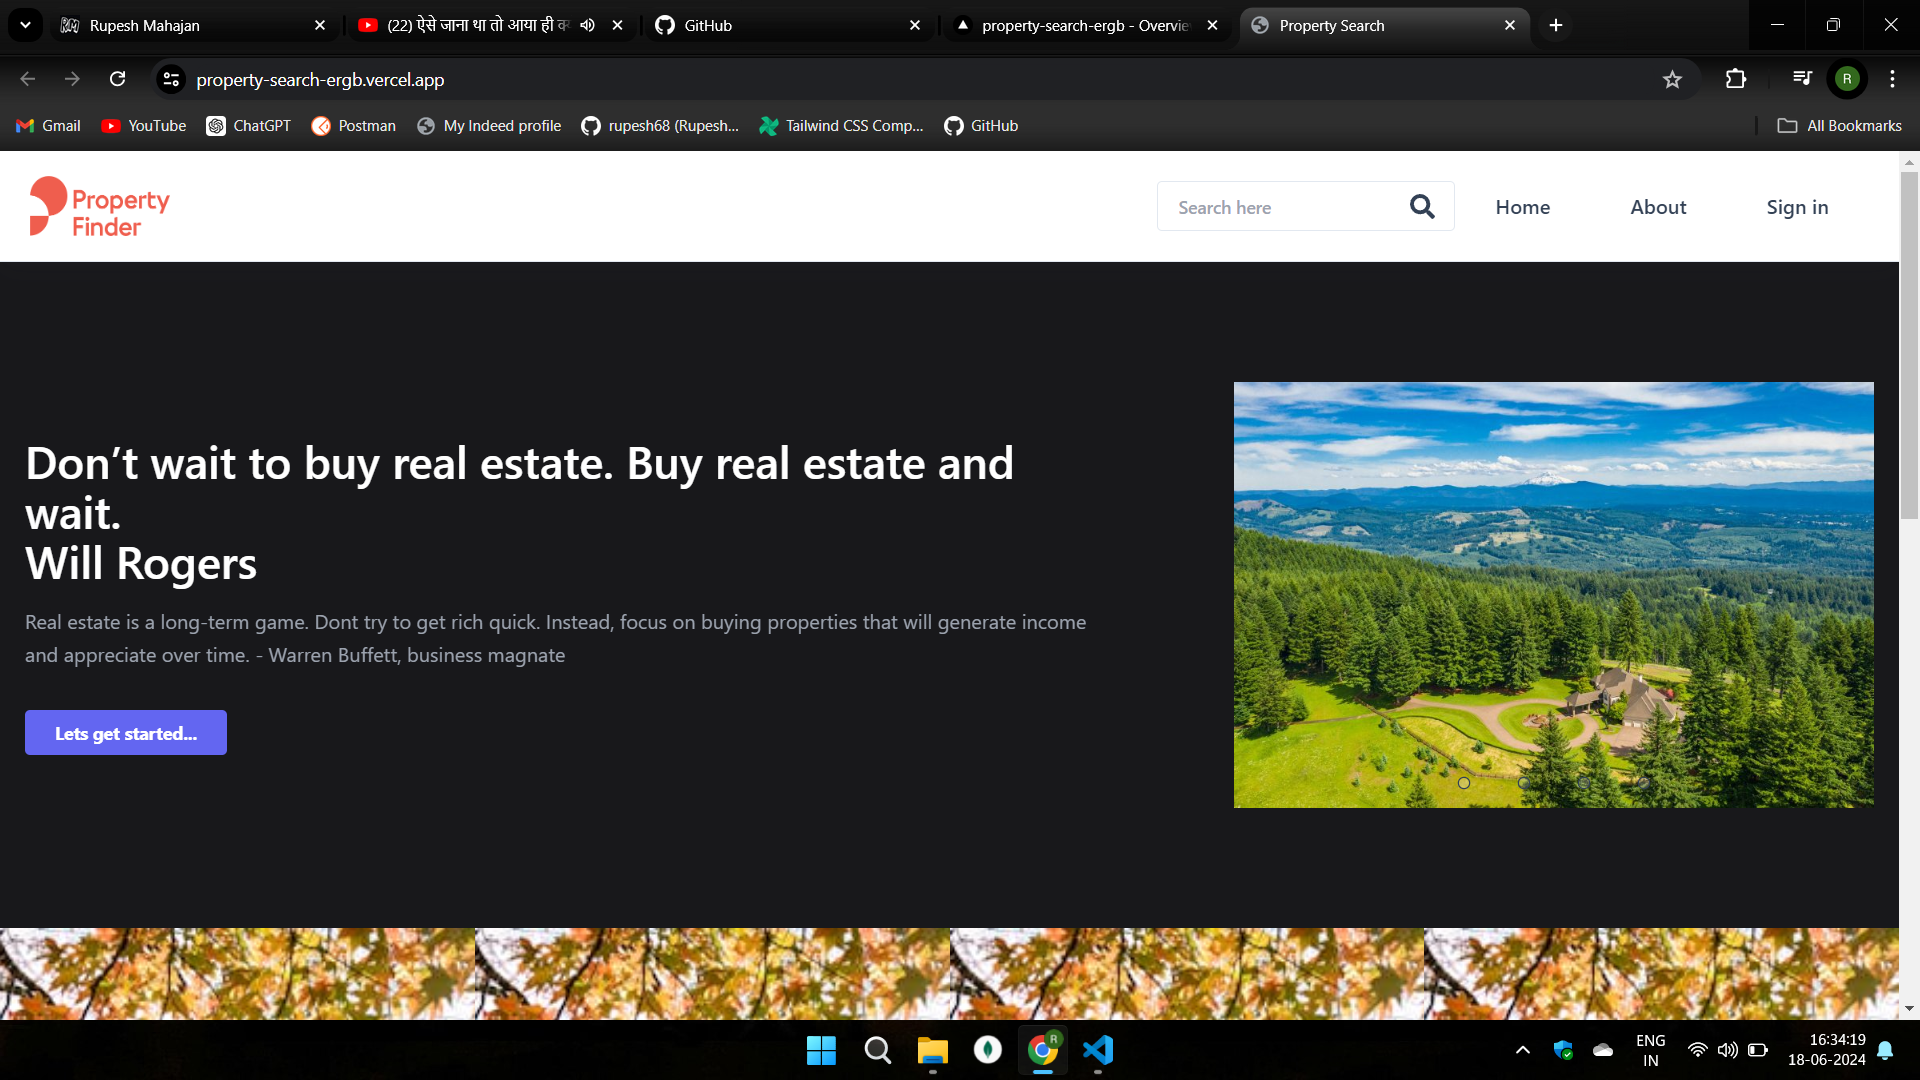 Rupesh Mahajan
(22) ऐसे जाना था तो आया ही
GitHub
property-search-ergb - Overvie
Property Search
property-search-ergb.vercel.app
R
Gmail
YouTube
ChatGPT
Postman
My Indeed profile
rupesh68 (Rupesh...
Tailwind CSS Comp...
GitHub
All Bookmarks
Property
Finder
Search here
Home
About
Sign in
Don’t wait to buy real estate. Buy real estate and
wait.
Will Rogers
Real estate is a long-term game. Dont try to get rich quick. Instead, focus on buying properties that will generate income
and appreciate over time. - Warren Buffett, business magnate
Lets get started...
R
ENG
IN
16:34:19
18-06-2024